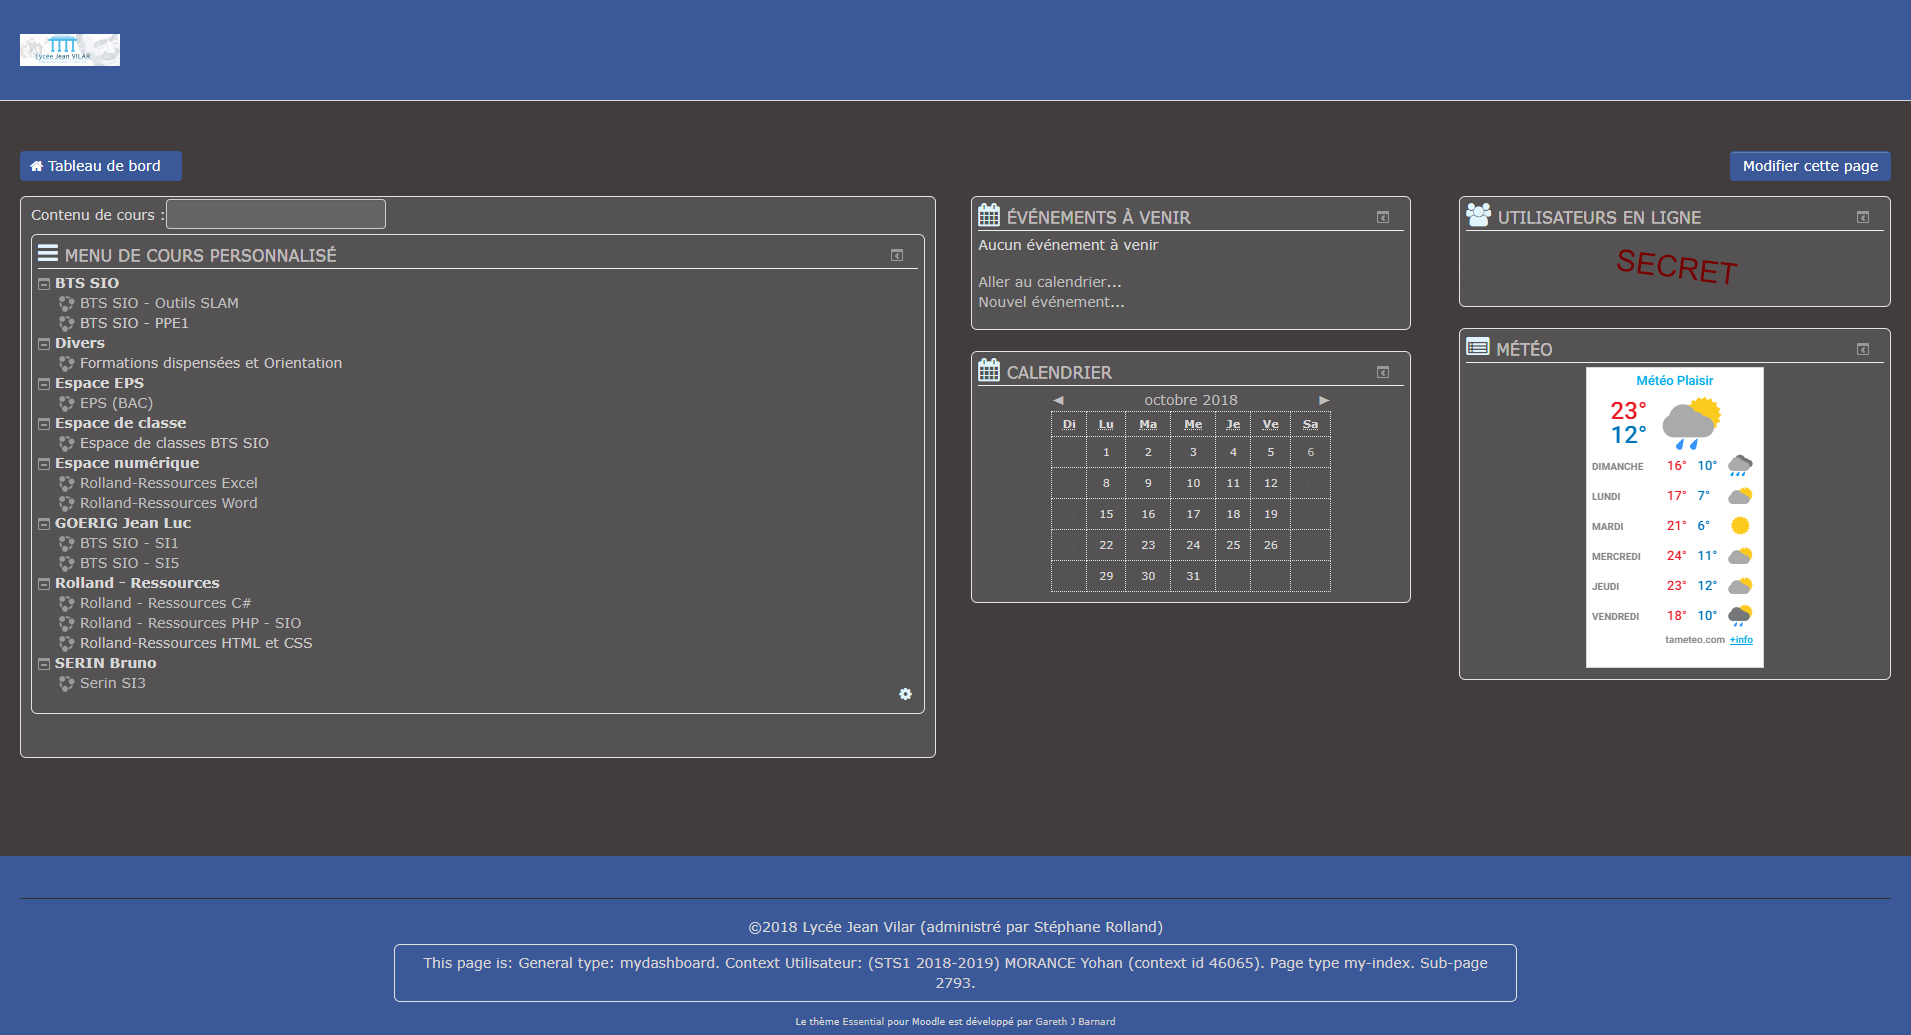 Lycée Jean VILAR
Tableau de bord
Modifier cette page
Contenu de cours :
MENU DE COURS PERSONNALISÉ
BTS SIO
BTS SIO - Outils SLAM
BTS SIO - PPE1
Divers
Formations dispensées et Orientation
Espace EPS
EPS (BAC)
Espace de classe
Espace de classes BTS SIO
Espace numérique
Rolland-Ressources Excel
Rolland-Ressources Word
GOERIG Jean Luc
BTS SIO - SI1
BTS SIO - SI5
Rolland - Ressources
Rolland - Ressources C#
Rolland - Ressources PHP - SIO
Rolland-Ressources HTML et CSS
SERIN Bruno
Serin SI3
ÉVÉNEMENTS À VENIR
Aucun événement à venir
Aller au calendrier...
Nouvel événement...
CALENDRIER
◄ octobre 2018 ►
Di Lu Ma Me Je Ve Sa
1 2 3 4 5 6
8 9 10 11 12
15 16 17 18 19
22 23 24 25 26
29 30 31
UTILISATEURS EN LIGNE
SECRET
MÉTÉO
Météo Plaisir
23°
12°
DIMANCHE 16° 10°
LUNDI 17° 7°
MARDI 21° 6°
MERCREDI 24° 11°
JEUDI 23° 12°
VENDREDI 18° 10°
tameteo.com +info
©2018 Lycée Jean Vilar (administré par Stéphane Rolland)
This page is: General type: mydashboard. Context Utilisateur: (STS1 2018-2019) MORANCE Yohan (context id 46065). Page type my-index. Sub-page
2793.
Le thème Essential pour Moodle est développé par Gareth J Barnard